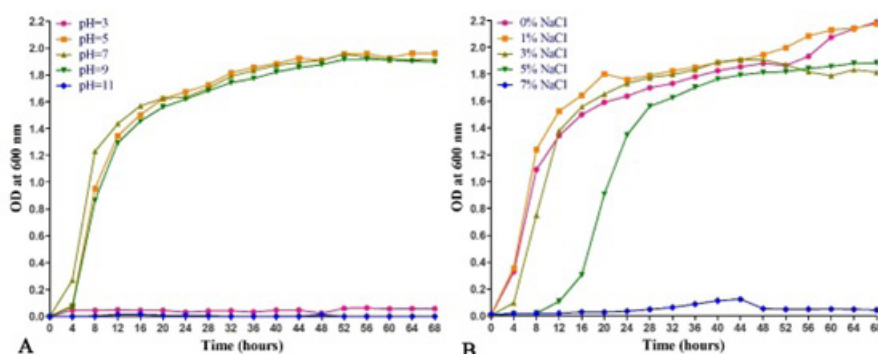 2.2
2.0
1.8
1.6
1.4
1.2
1.0
0.8
0.6
0.4
0.2
0.0
OD at 600 nm
pH=3
pH=5
pH=7
pH=9
pH=11
0 4 8 12 16 20 24 28 32 36 40 44 48 52 56 60 64 68
Time (hours)
A
2.2
2.0
1.8
1.6
1.4
1.2
1.0
0.8
0.6
0.4
0.2
0.0
OD at 600 nm
0% NaCl
1% NaCl
3% NaCl
5% NaCl
7% NaCl
0 4 8 12 16 20 24 28 32 36 40 44 48 52 56 60 64 68
Time (hours)
B